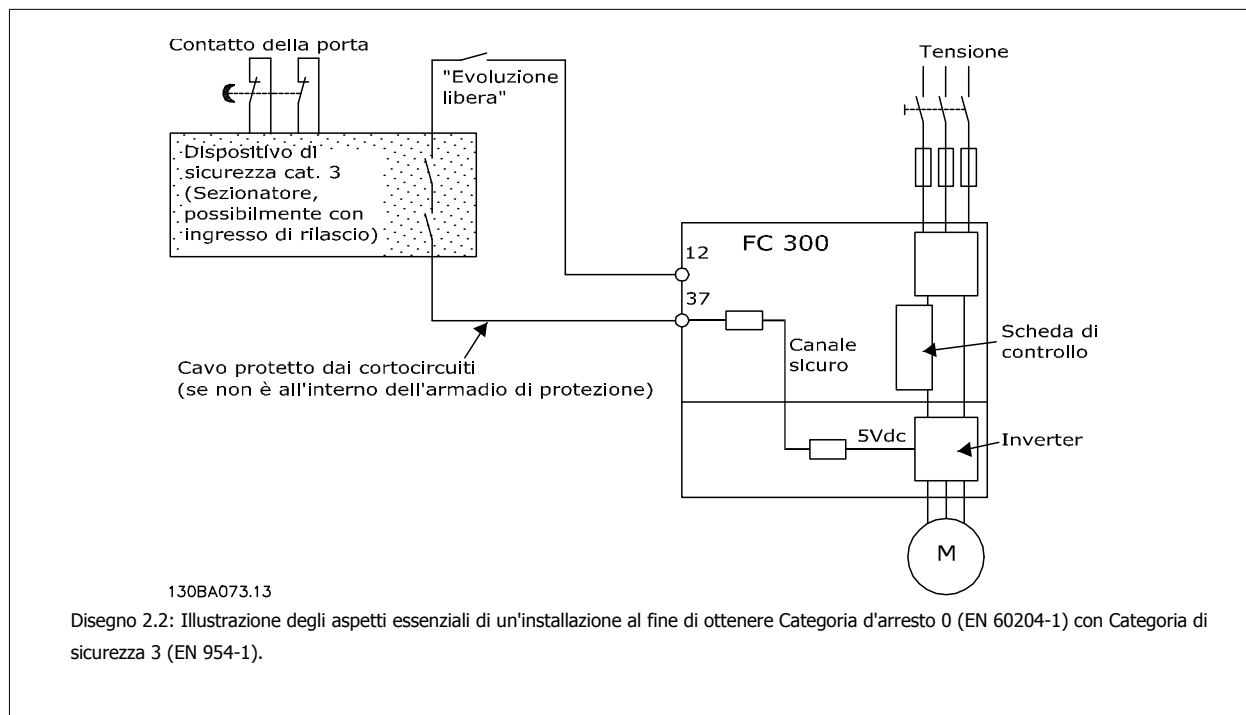 Contatto della porta
Tensione
"Evoluzione
libera"
Dispositivo di
sicurezza cat. 3
(Sezionatore,
possibilmente con
ingresso di rilascio)
FC 300
12
37
Canale
sicuro
Scheda di
controllo
Cavo protetto dai cortocircuiti
(se non è all'interno dell'armadio di protezione)
5Vdc
Inverter
M
130BA073.13
Disegno 2.2: Illustrazione degli aspetti essenziali di un'installazione al fine di ottenere Categoria d'arresto 0 (EN 60204-1) con Categoria di
sicurezza 3 (EN 954-1).